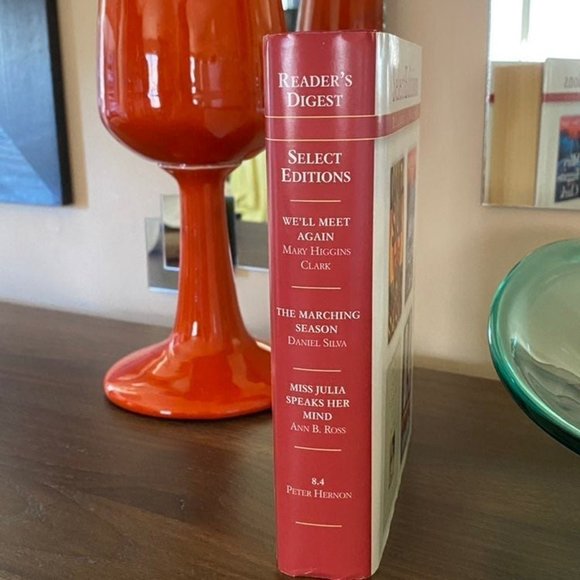 READER'S
DIGEST
SELECT
EDITIONS
WE'LL MEET
AGAIN
MARY HIGGINS
CLARK
THE MARCHING
SEASON
DANIEL SILVA
MISS JULIA
SPEAKS HER
MIND
ANN B. ROSS
8.4
PETER HERNON